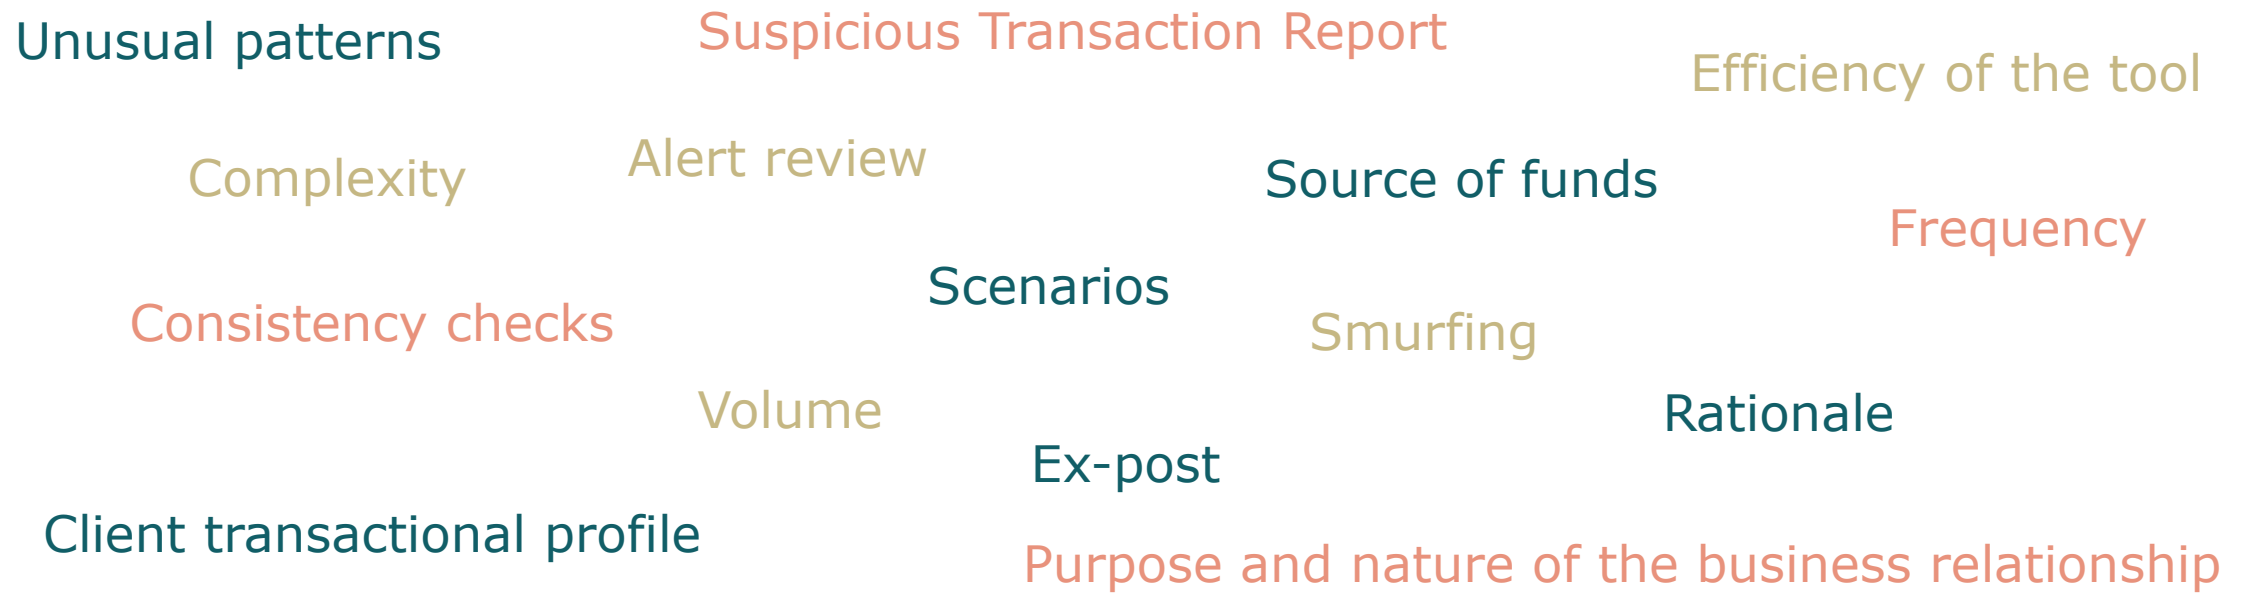 Unusual patterns
Suspicious Transaction Report
Efficiency of the tool
Complexity
Alert review
Source of funds
Frequency
Scenarios
Consistency checks
Smurfing
Volume
Rationale
Ex-post
Client transactional profile
Purpose and nature of the business relationship